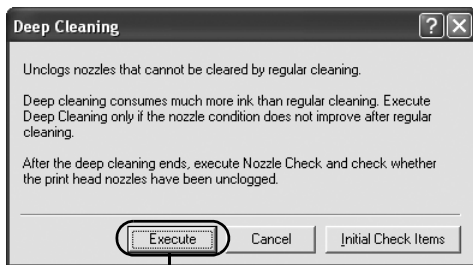 Deep Cleaning
Unclogs nozzles that cannot be cleared by regular cleaning.
Deep cleaning consumes much more ink than regular cleaning. Execute
Deep Cleaning only if the nozzle condition does not improve after regular
cleaning.
After the deep cleaning ends, execute Nozzle Check and check whether
the print head nozzles have been unclogged.
Execute Cancel Initial Check Items